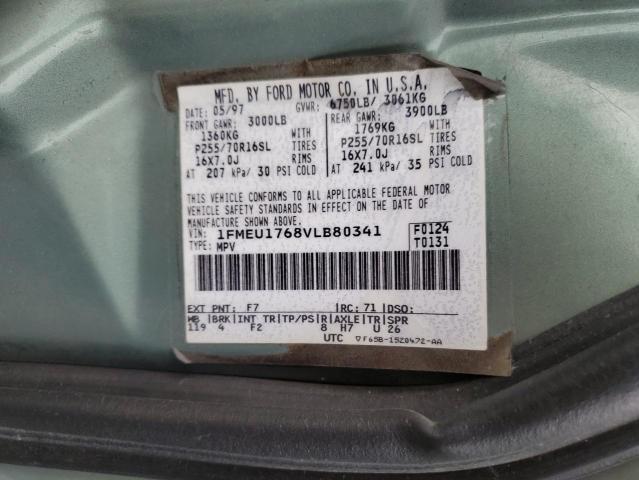 MFD. BY FORD MOTOR CO. IN U.S.A.
DATE: 05/97 GVWR: 6750LB/ 3061KG
FRONT GAWR: 3000LB REAR GAWR: 3900LB
1360KG WITH 1769KG WITH
P255/70R16SL TIRES P255/70R16SL TIRES
16X7.0J RIMS 16X7.0J RIMS
AT 207 kPa/ 30 PSI COLD AT 241 kPa/ 35 PSI COLD
THIS VEHICLE CONFORMS TO ALL APPLICABLE FEDERAL MOTOR
VEHICLE SAFETY STANDARDS IN EFFECT ON THE DATE OF
MANUFACTURE SHOWN ABOVE.
VIN: 1FMEU1768VLB80341 F0124
TYPE: MPV T0131
EXT PNT: F7 RC: 71 DSO:
WB BRK INT TR TP/PS R AXLE TR SPR
119 4 F2 8 H7 U 26
UTC ▽F65B-1520472-AA